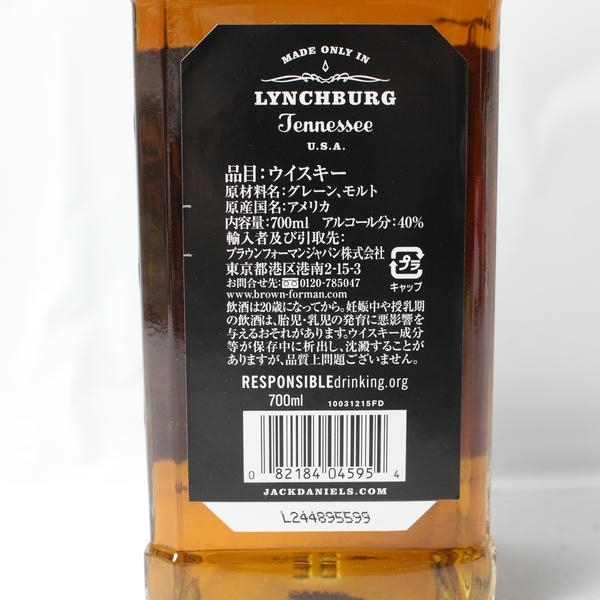 MADE ONLY IN
LYNCHBURG
Tennessee
U.S.A.
品目:ウイスキー
原材料名:グレーン、モルト
原産国名:アメリカ
内容量:700ml アルコール分:40%
輸入者及び引取先:
ブラウンフォーマンジャパン株式会社
東京都港区港南2-15-3
お問合せ先:0120-785047
www.brown-forman.com
プラ
キャップ
飲酒は20歳になってから。妊娠中や授乳期
の飲酒は、胎児・乳児の発育に悪影響を
与えるおそれがあります。ウイスキー成分
等が保存中に析出し、沈澱することが
ありますが、品質上問題ございません。
RESPONSIBLEdrinking.org
700ml 10031215FD
0 82184 04595 4
JACKDANIELS.COM
L244895599